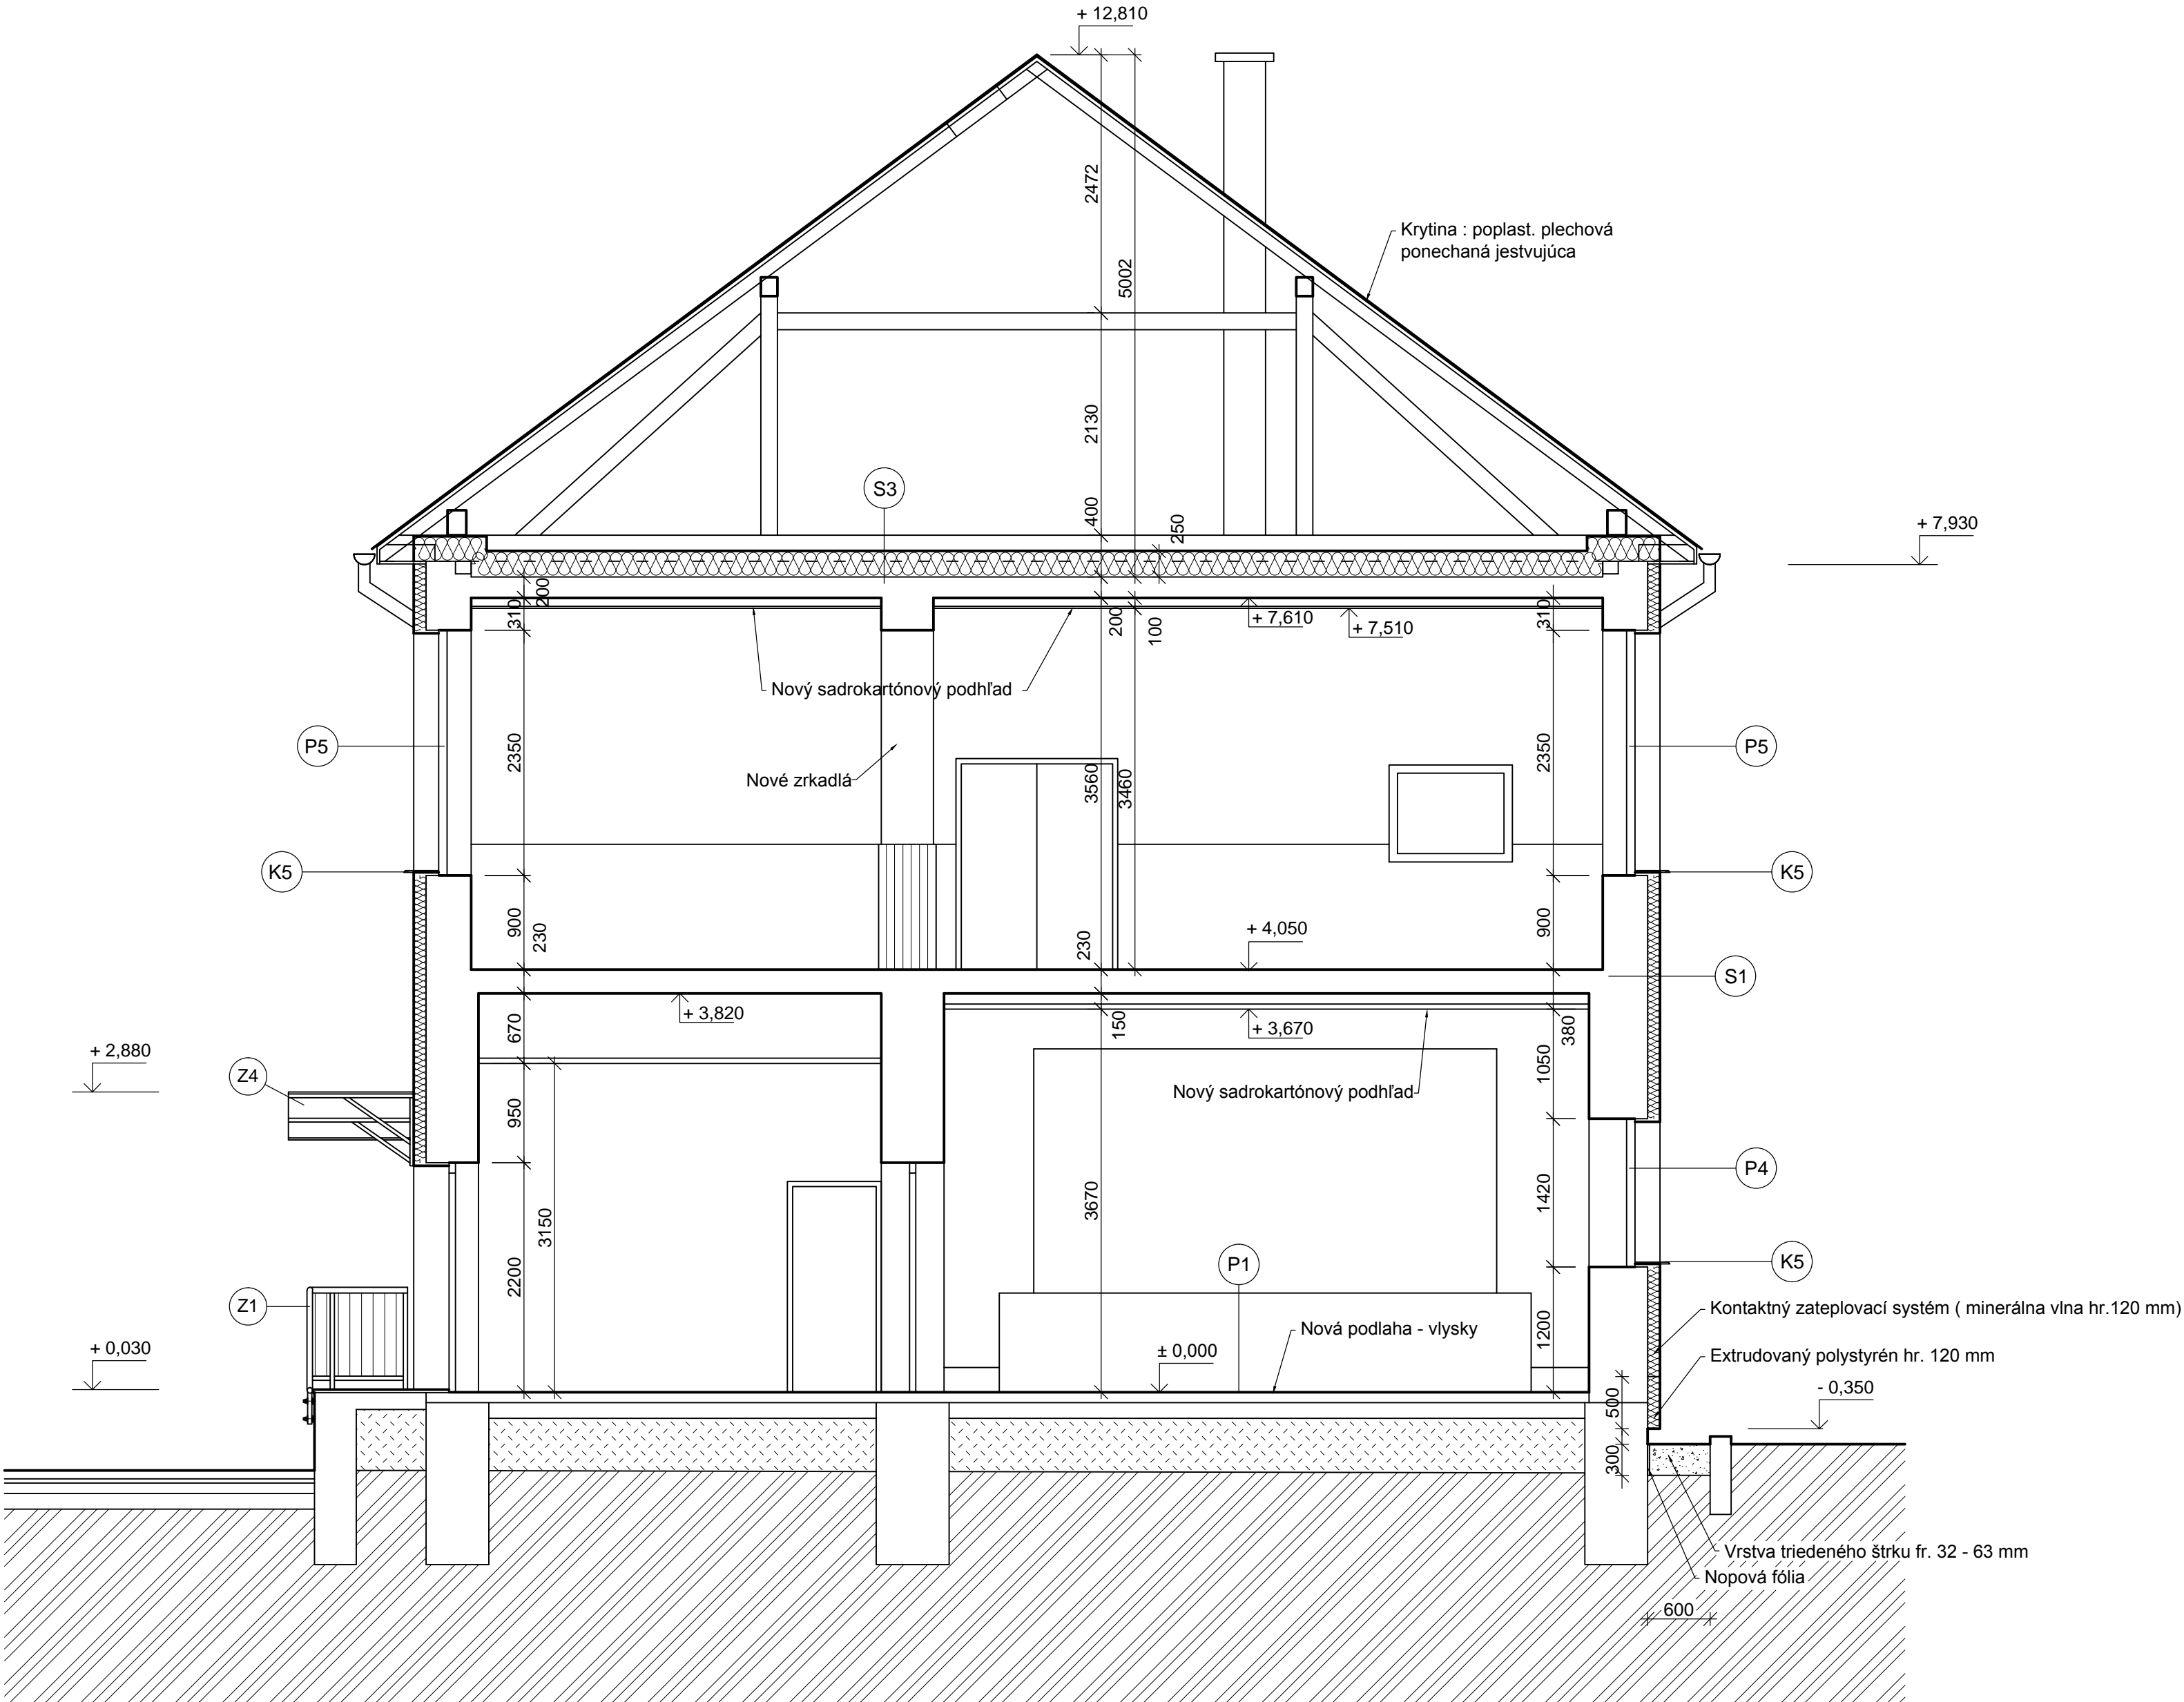 + 12,810
2472
Krytina : poplast. plechová
ponechaná jestvujúca
5002
2130
S3
400
250
+ 7,930
200
310
200
100
+ 7,610
+ 7,510
310
Nový sadrokartónový podhľad
P5
2350
2350
P5
Nové zrkadlá
3560
3460
K5
K5
900
230
230
+ 4,050
900
S1
+ 3,820
670
150
+ 3,670
380
+ 2,880
Z4
1050
Nový sadrokartónový podhľad
950
P4
3150
3670
1420
2200
P1
K5
Z1
Kontaktný zateplovací systém ( minerálna vlna hr.120 mm)
Nová podlaha - vlysky
1200
+ 0,030
± 0,000
Extrudovaný polystyrén hr. 120 mm
- 0,350
500
300
Vrstva triedeného štrku fr. 32 - 63 mm
Nopová fólia
600